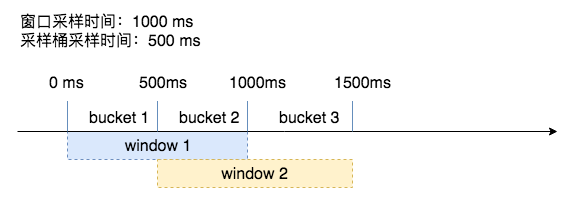 窗口采样时间：1000 ms
采样桶采样时间：500 ms
0 ms 500ms 1000ms 1500ms
bucket 1 bucket 2 bucket 3
window 1
window 2